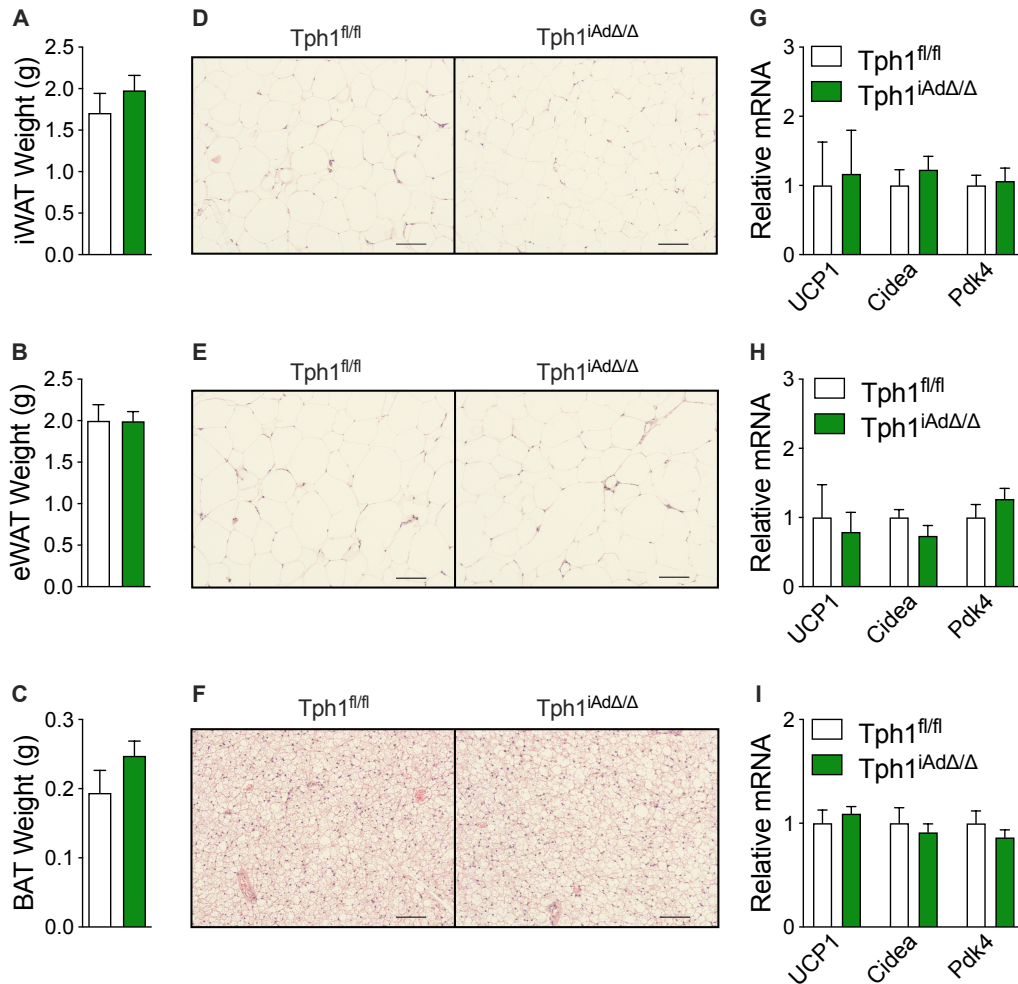 A
iWAT Weight (g)
2.5
2.0
1.5
1.0
0.5
0.0
D
Tph1fl/fl
Tph1iAdΔ/Δ
G
Relative mRNA
3
2
1
0
Tph1fl/fl
Tph1iAdΔ/Δ
UCP1
Cidea
Pdk4
B
eWAT Weight (g)
2.5
2.0
1.5
1.0
0.5
0.0
E
Tph1fl/fl
Tph1iAdΔ/Δ
H
Relative mRNA
3
2
1
0
Tph1fl/fl
Tph1iAdΔ/Δ
UCP1
Cidea
Pdk4
C
BAT Weight (g)
0.3
0.2
0.1
0.0
F
Tph1fl/fl
Tph1iAdΔ/Δ
I
Relative mRNA
2
1
0
Tph1fl/fl
Tph1iAdΔ/Δ
UCP1
Cidea
Pdk4